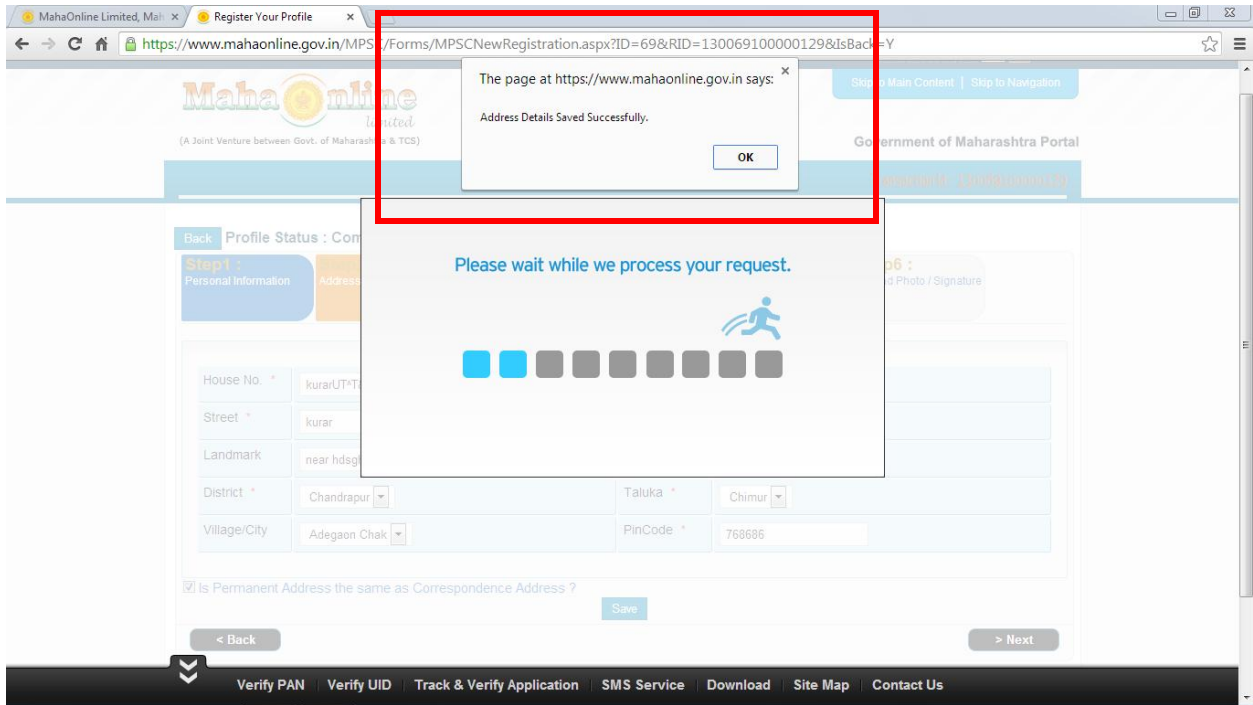 MahaOnline Limited, Mah
Register Your Profile
https://www.mahaonline.gov.in/MPSC/Forms/MPSCNewRegistration.aspx?ID=69&RID=130069100000129&IsBack=Y
The page at https://www.mahaonline.gov.in says:
Address Details Saved Successfully.
OK
Maha Online
limited
(A Joint Venture between Govt. of Maharashtra & TCS)
Skip to Main Content | Skip to Navigation
Government of Maharashtra Portal
Back Profile Status : Com
Step1 :
Personal Information
Address
p6 :
d Photo / Signature
Please wait while we process your request.
House No. *
Street * kurar
Landmark near hdsgl
District * Chandrapur Taluka * Chimur
Village/City Adegaon Chak PinCode * 768686
Is Permanent Address the same as Correspondence Address ?
Save
< Back > Next
Verify PAN Verify UID Track & Verify Application SMS Service Download Site Map Contact Us